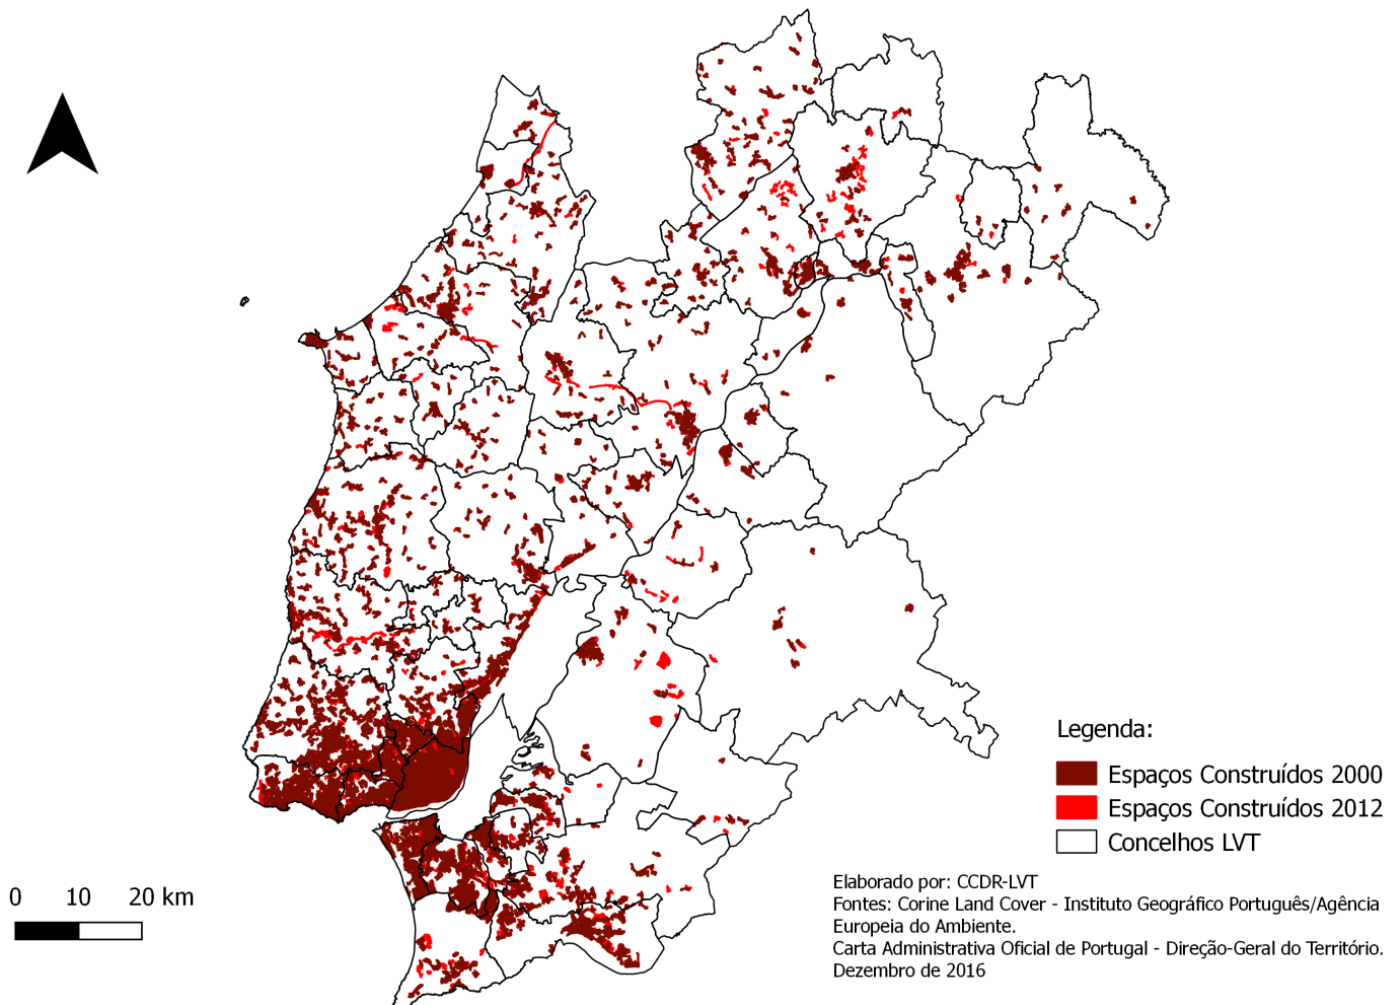 Legenda:
Espaços Construídos 2000
Espaços Construídos 2012
Concelhos LVT
0 10 20 km
Elaborado por: CCDR-LVT
Fontes: Corine Land Cover - Instituto Geográfico Português/Agência
Europeia do Ambiente.
Carta Administrativa Oficial de Portugal - Direção-Geral do Território.
Dezembro de 2016